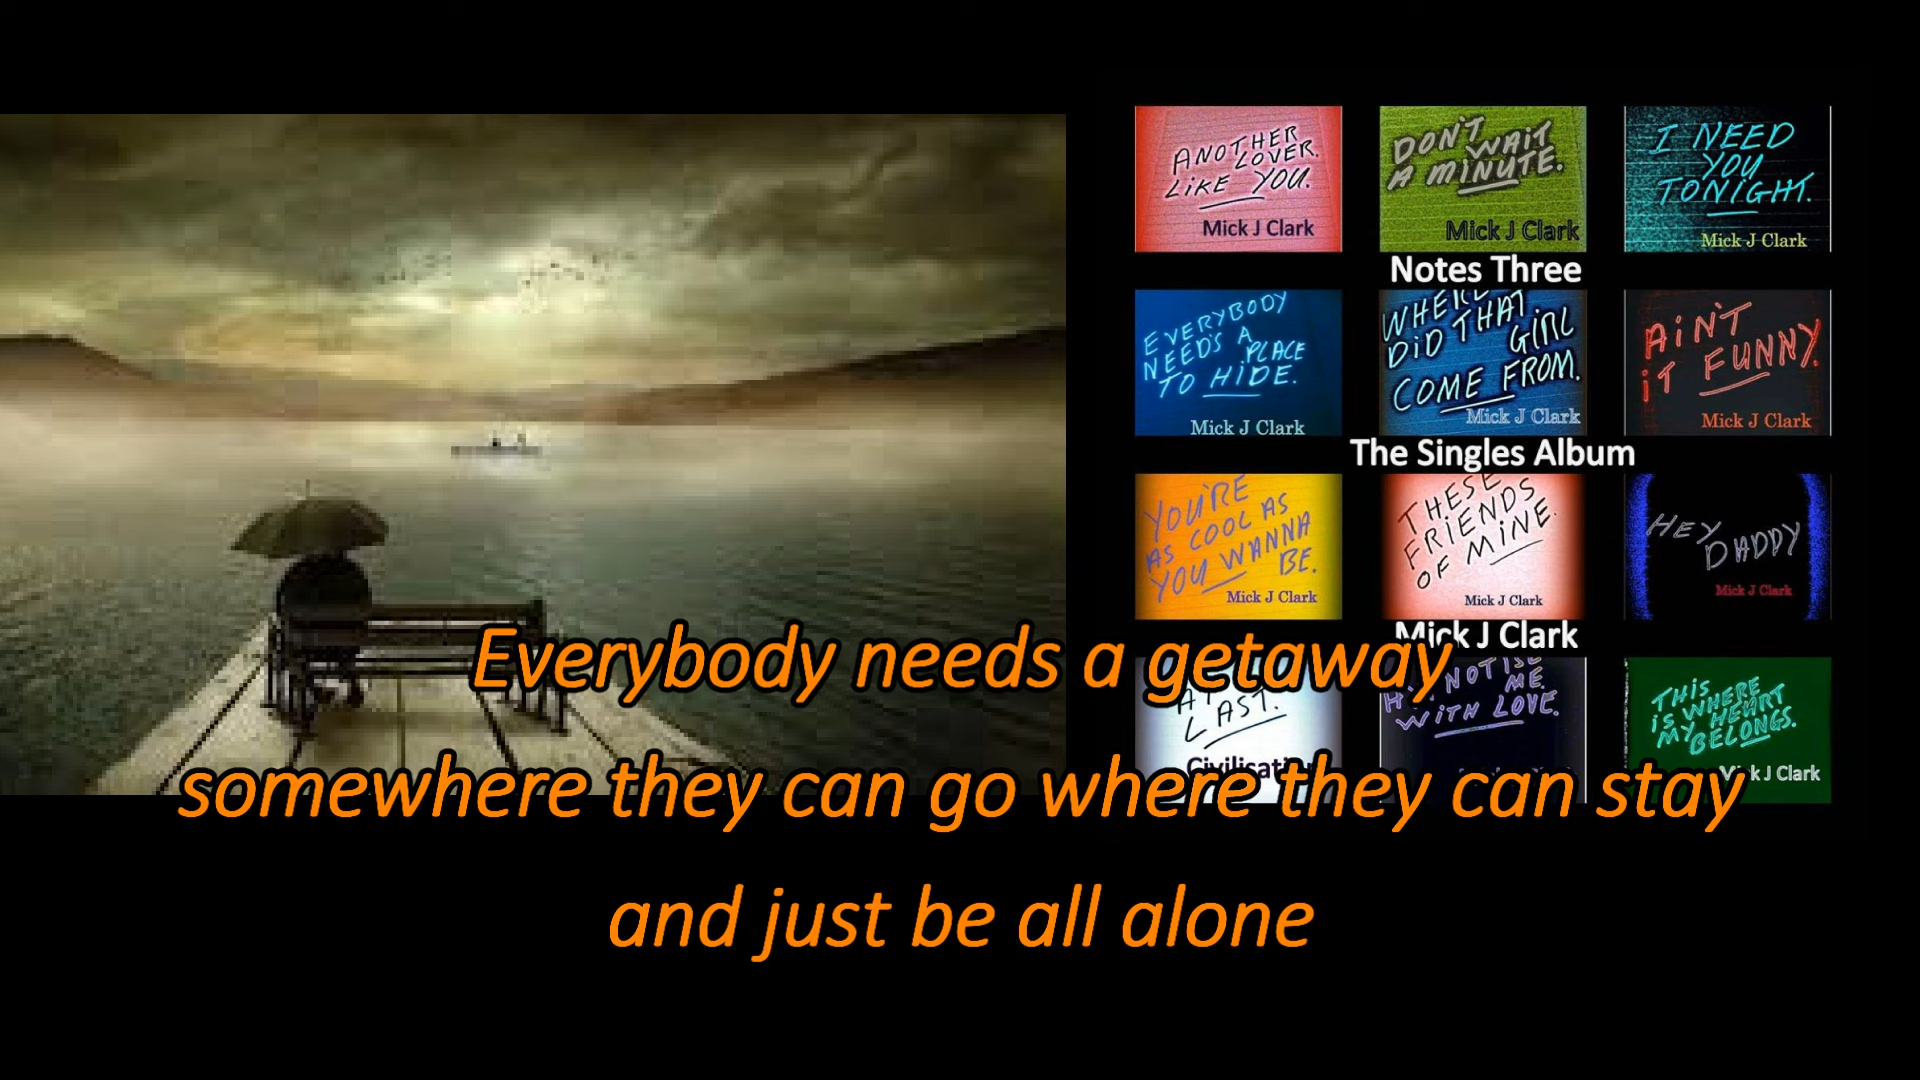 ANOTHER
LOVER.
LIKE YOU.
Mick J Clark
DON'T
WAIT
A MINUTE.
Mick J Clark
I NEED
YOU
TONIGHT.
Mick J Clark
Notes Three
EVERYBODY
NEEDS A
PLACE
TO HIDE.
Mick J Clark
WHERE
DID THAT
GIRL
COME FROM.
Mick J Clark
AIN'T
IT FUNNY.
Mick J Clark
The Singles Album
YOU'RE
AS COOL AS
YOU WANNA
BE.
Mick J Clark
THESE
FRIENDS
OF MINE.
Mick J Clark
HEY
DADDY
Mick J Clark
Mick J Clark
LAST.
NOT
ME
WITH LOVE.
THIS
IS WHERE
MY HEART
BELONGS.
Mick J Clark
Everybody needs a getaway
somewhere they can go where they can stay
and just be all alone